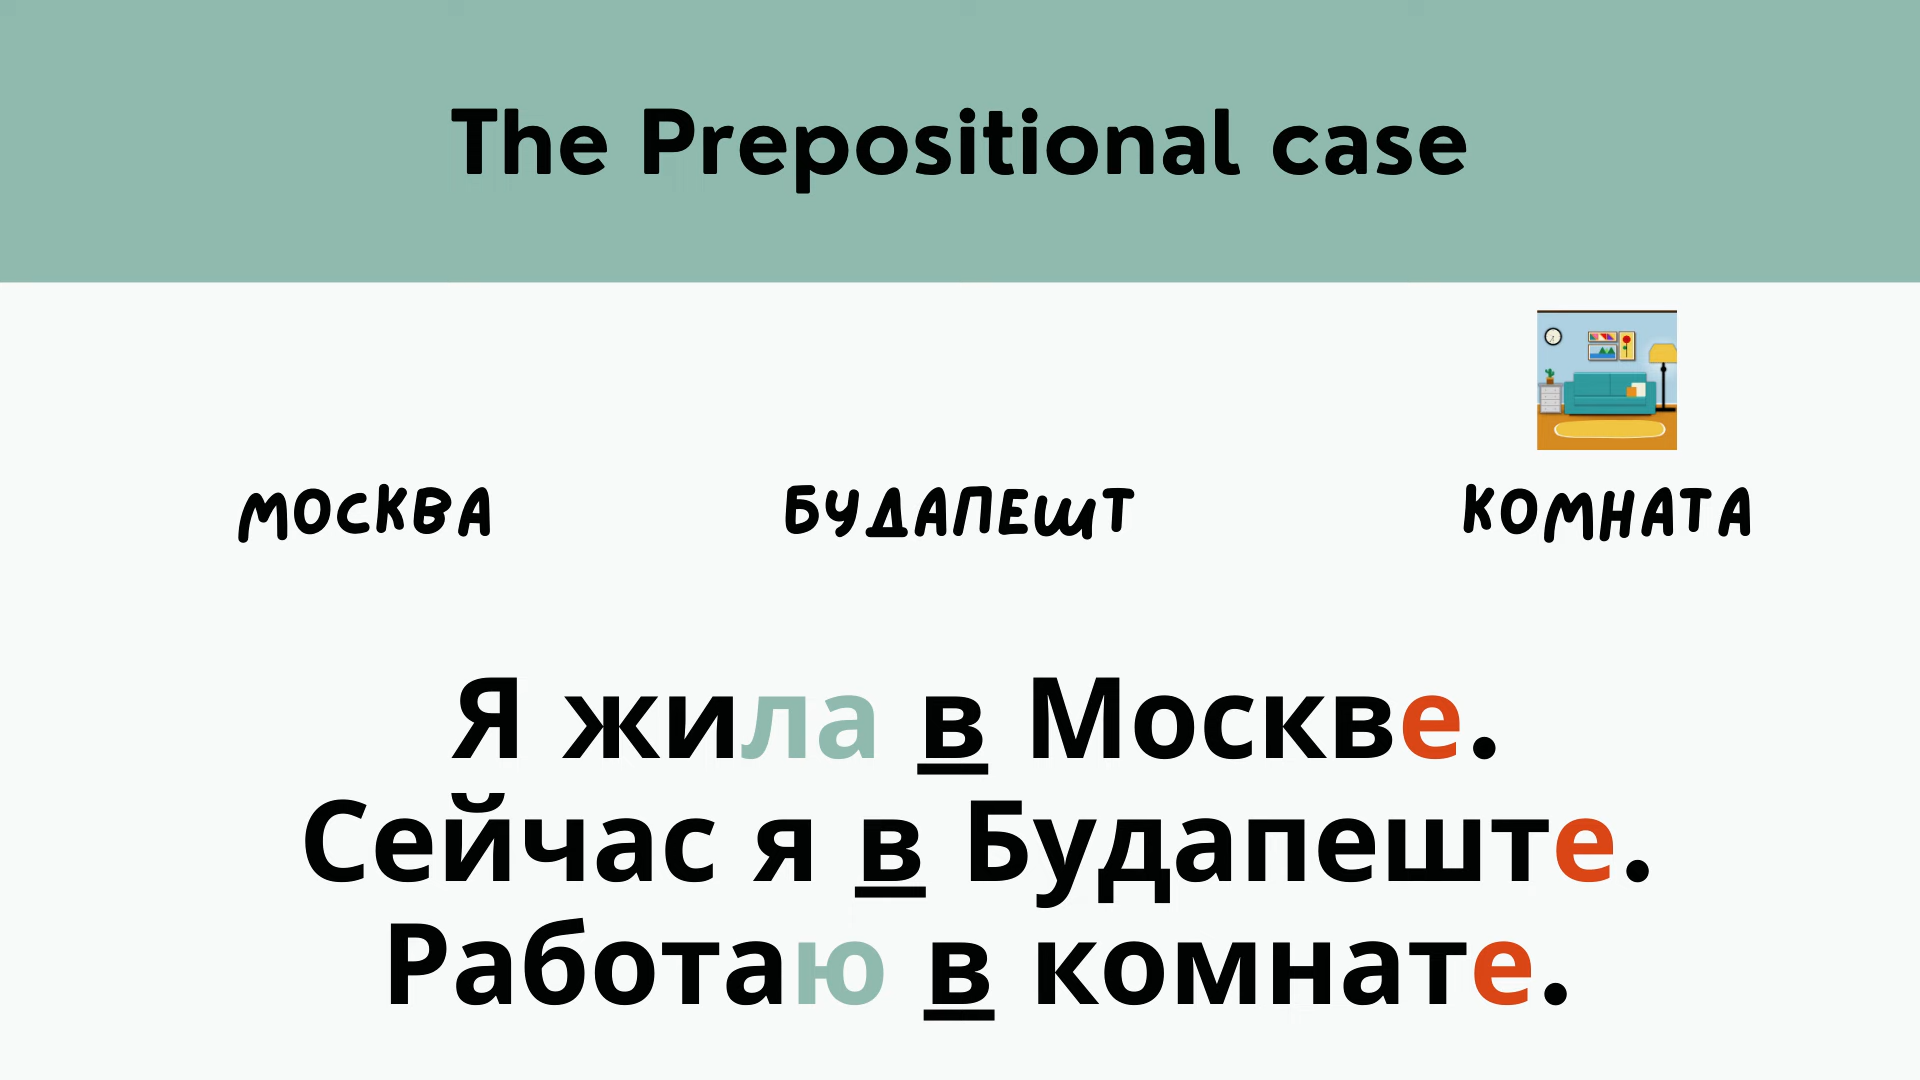 The Prepositional case
МОСКВА БУДАПЕШТ КОМНАТА
Я жила в Москве.
Сейчас я в Будапеште.
Работаю в комнате.